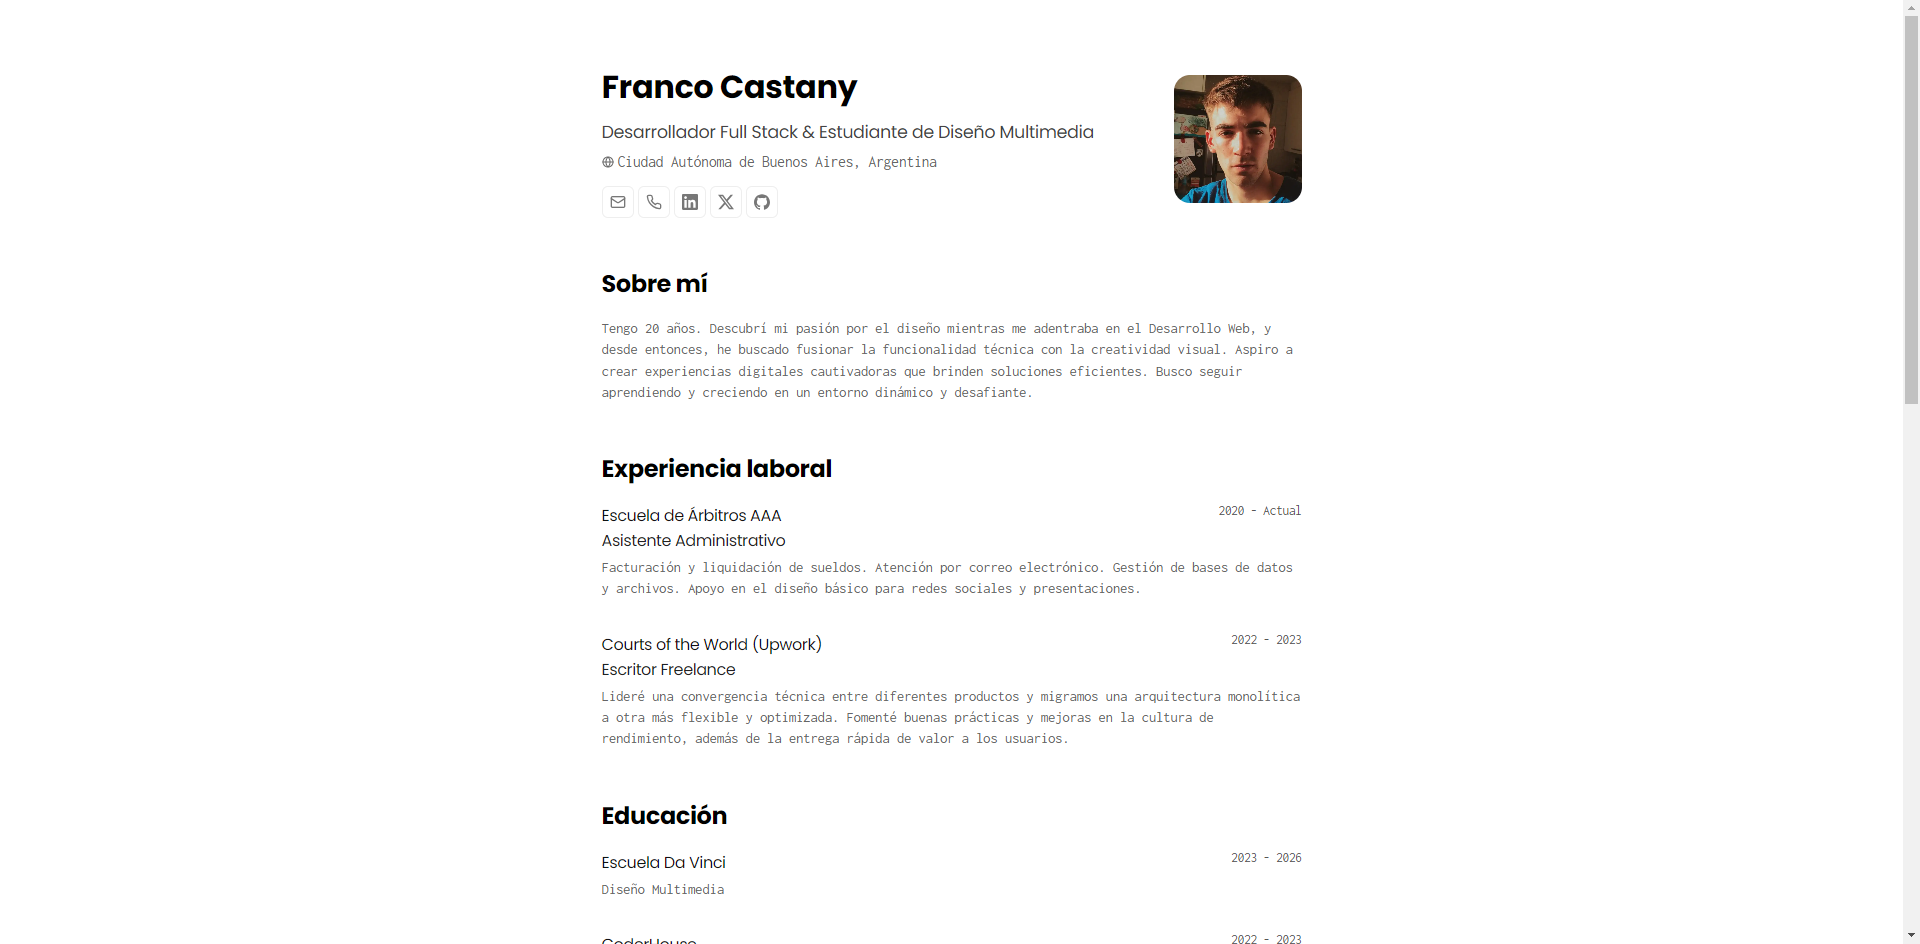 Franco Castany
Desarrollador Full Stack & Estudiante de Diseño Multimedia
Ciudad Autónoma de Buenos Aires, Argentina
Sobre mí
Tengo 20 años. Descubrí mi pasión por el diseño mientras me adentraba en el Desarrollo Web, y
desde entonces, he buscado fusionar la funcionalidad técnica con la creatividad visual. Aspiro a
crear experiencias digitales cautivadoras que brinden soluciones eficientes. Busco seguir
aprendiendo y creciendo en un entorno dinámico y desafiante.
Experiencia laboral
Escuela de Árbitros AAA
2020 - Actual
Asistente Administrativo
Facturación y liquidación de sueldos. Atención por correo electrónico. Gestión de bases de datos
y archivos. Apoyo en el diseño básico para redes sociales y presentaciones.
Courts of the World (Upwork)
2022 - 2023
Escritor Freelance
Lideré una convergencia técnica entre diferentes productos y migramos una arquitectura monolítica
a otra más flexible y optimizada. Fomenté buenas prácticas y mejoras en la cultura de
rendimiento, además de la entrega rápida de valor a los usuarios.
Educación
Escuela Da Vinci
2023 - 2026
Diseño Multimedia
CoderHouse
2022 - 2023